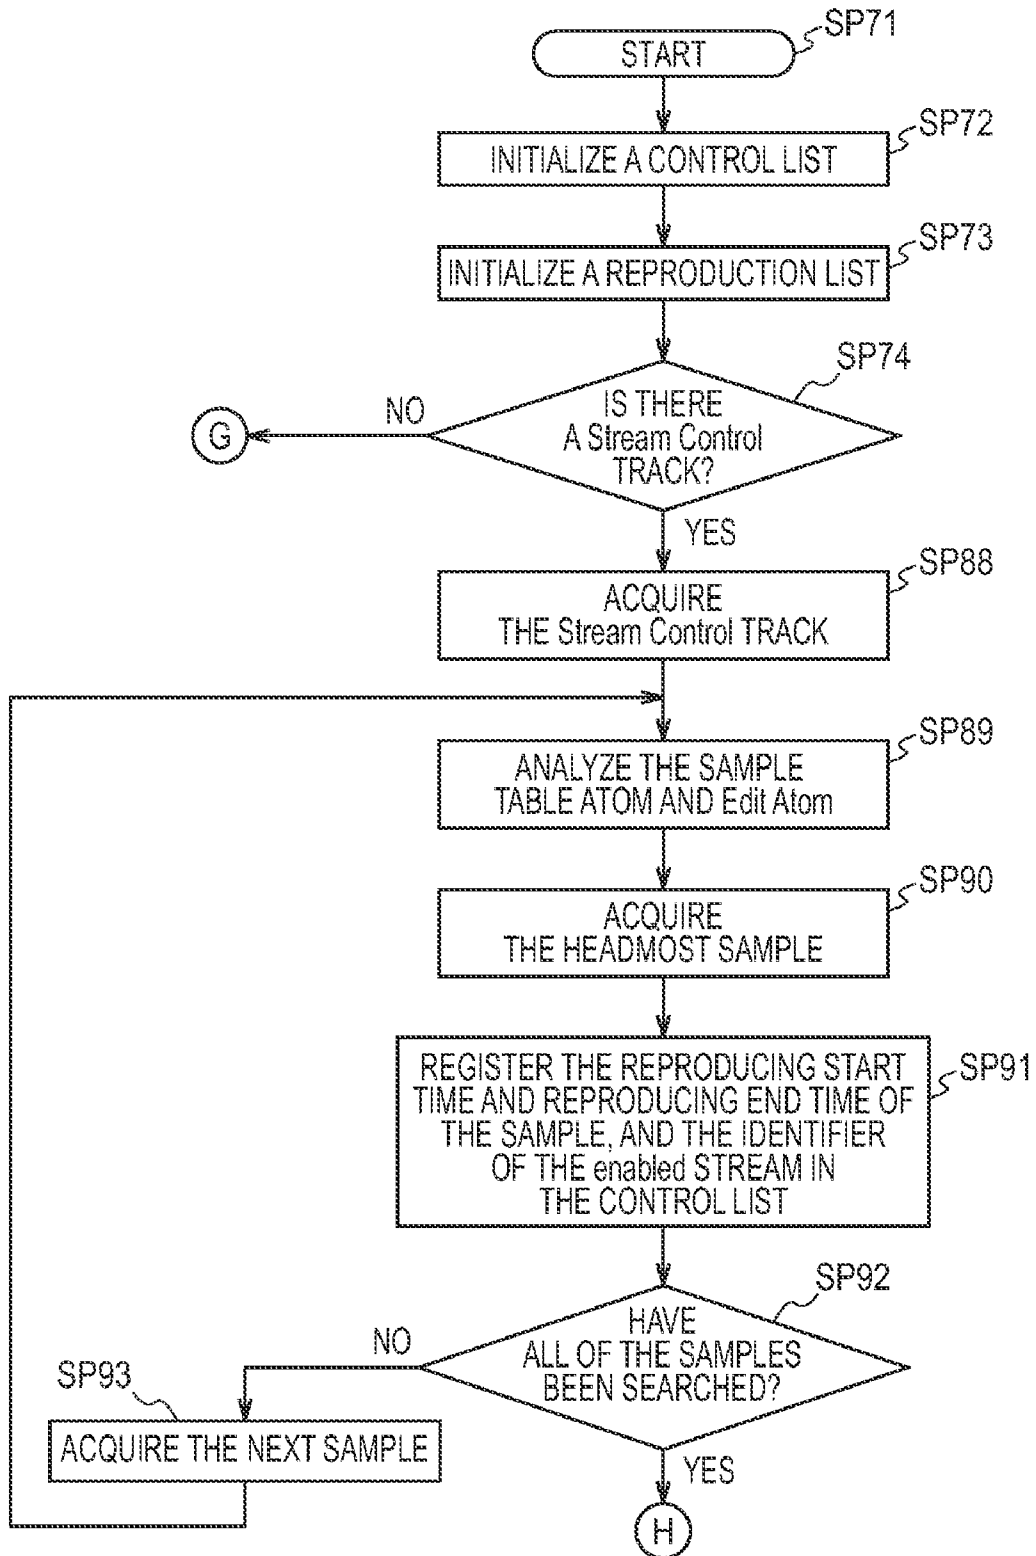 SP71
START
SP72
INITIALIZE A CONTROL LIST
SP73
INITIALIZE A REPRODUCTION LIST
SP74
IS THERE
A Stream Control
TRACK?
NO
G
YES
SP88
ACQUIRE
THE Stream Control TRACK
SP89
ANALYZE THE SAMPLE
TABLE ATOM AND Edit Atom
SP90
ACQUIRE
THE HEADMOST SAMPLE
SP91
REGISTER THE REPRODUCING START
TIME AND REPRODUCING END TIME OF
THE SAMPLE, AND THE IDENTIFIER
OF THE enabled STREAM IN
THE CONTROL LIST
SP92
HAVE
ALL OF THE SAMPLES
BEEN SEARCHED?
NO
SP93
ACQUIRE THE NEXT SAMPLE
YES
H